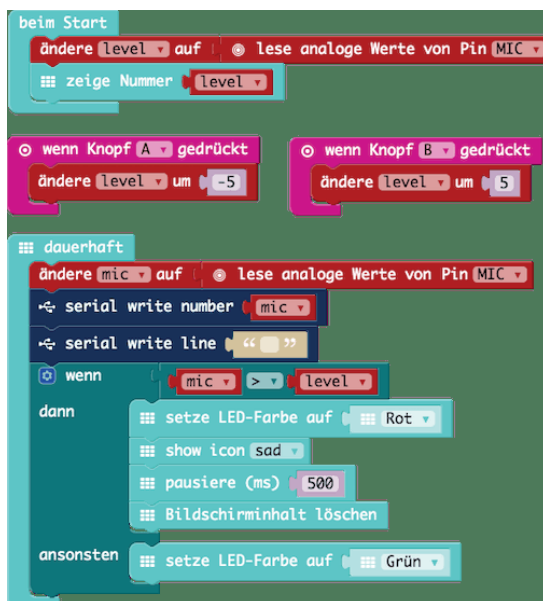 beim Start
ändere level auf lese analoge Werte von Pin MIC
zeige Nummer level
wenn Knopf A gedrückt
ändere level um -5
wenn Knopf B gedrückt
ändere level um 5
dauerhaft
ändere mic auf lese analoge Werte von Pin MIC
serial write number mic
serial write line “ ”
wenn mic > level
dann setze LED-Farbe auf Rot
show icon sad
pausiere (ms) 500
Bildschirminhalt löschen
ansonsten setze LED-Farbe auf Grün